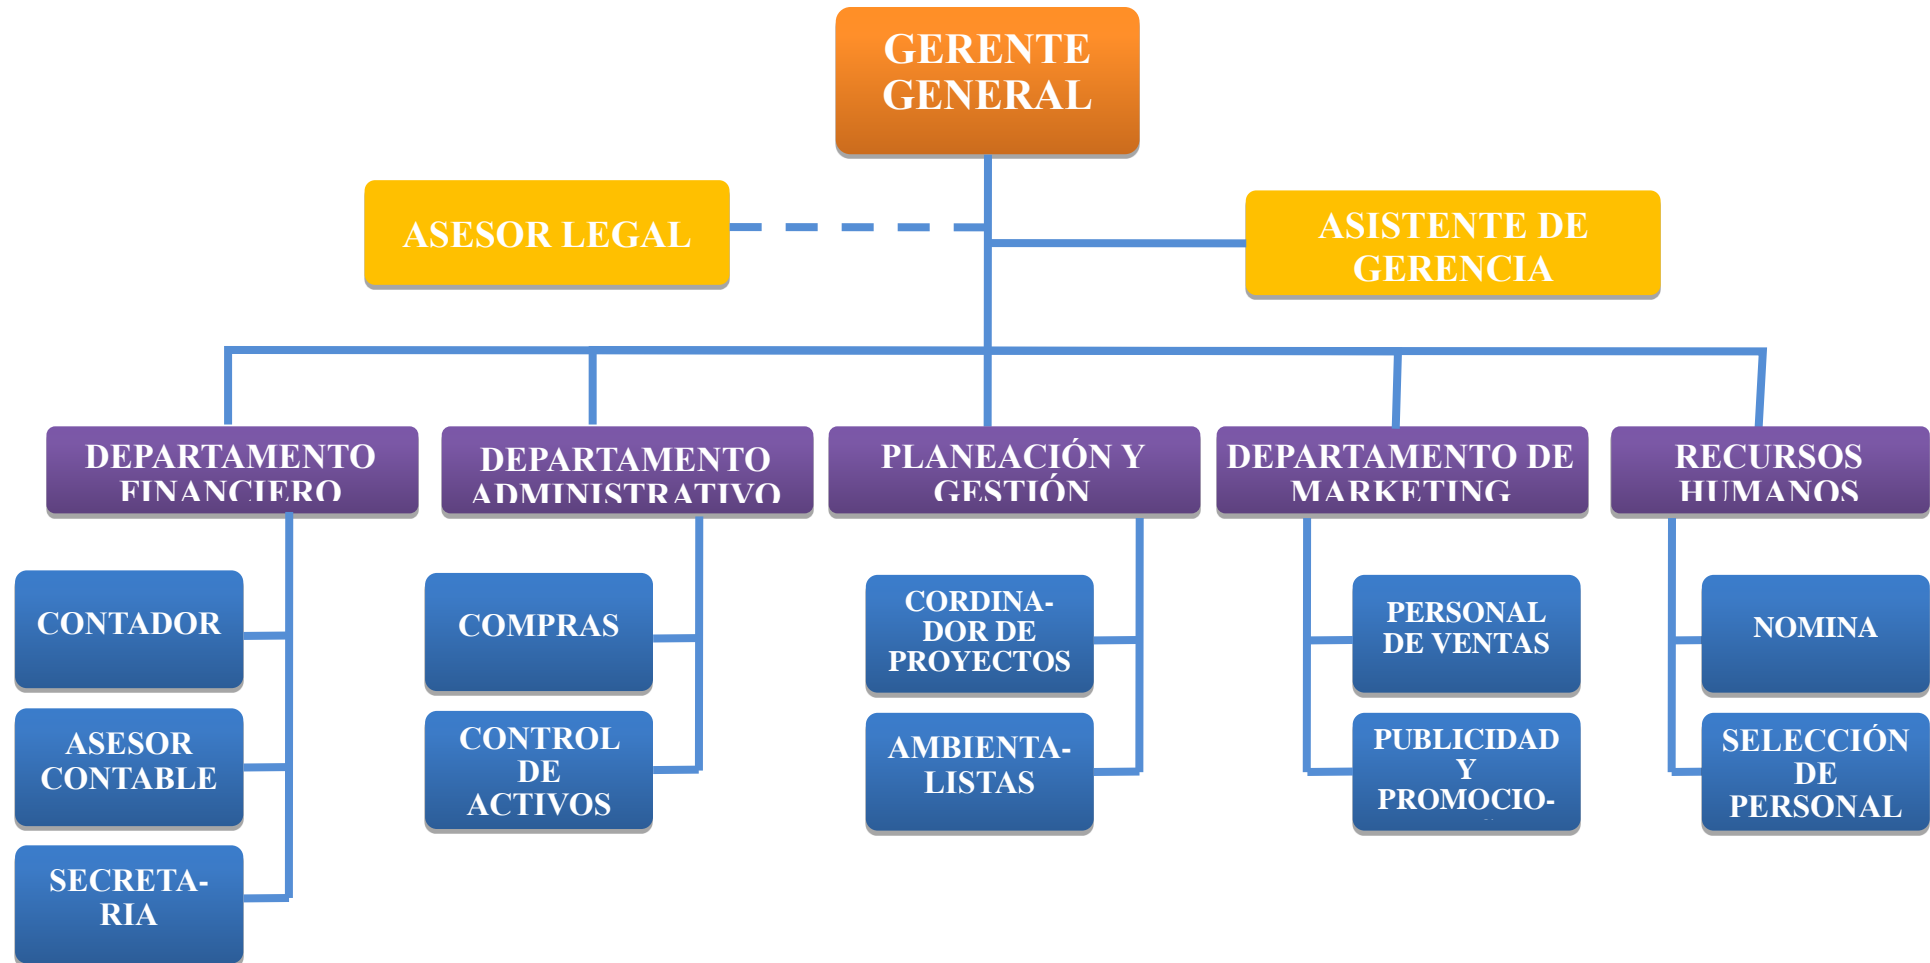 GERENTE
GENERAL
ASESOR LEGAL
ASISTENTE DE
GERENCIA
DEPARTAMENTO
FINANCIERO
DEPARTAMENTO
ADMINISTRATIVO
PLANEACIÓN Y
GESTIÓN
DEPARTAMENTO DE
MARKETING
RECURSOS
HUMANOS
CONTADOR
ASESOR
CONTABLE
SECRETA-
RIA
COMPRAS
CONTROL
DE
ACTIVOS
CORDINA-
DOR DE
PROYECTOS
AMBIENTA-
LISTAS
PERSONAL
DE VENTAS
PUBLICIDAD
Y
PROMOCIO-
NOMINA
SELECCIÓN
DE
PERSONAL